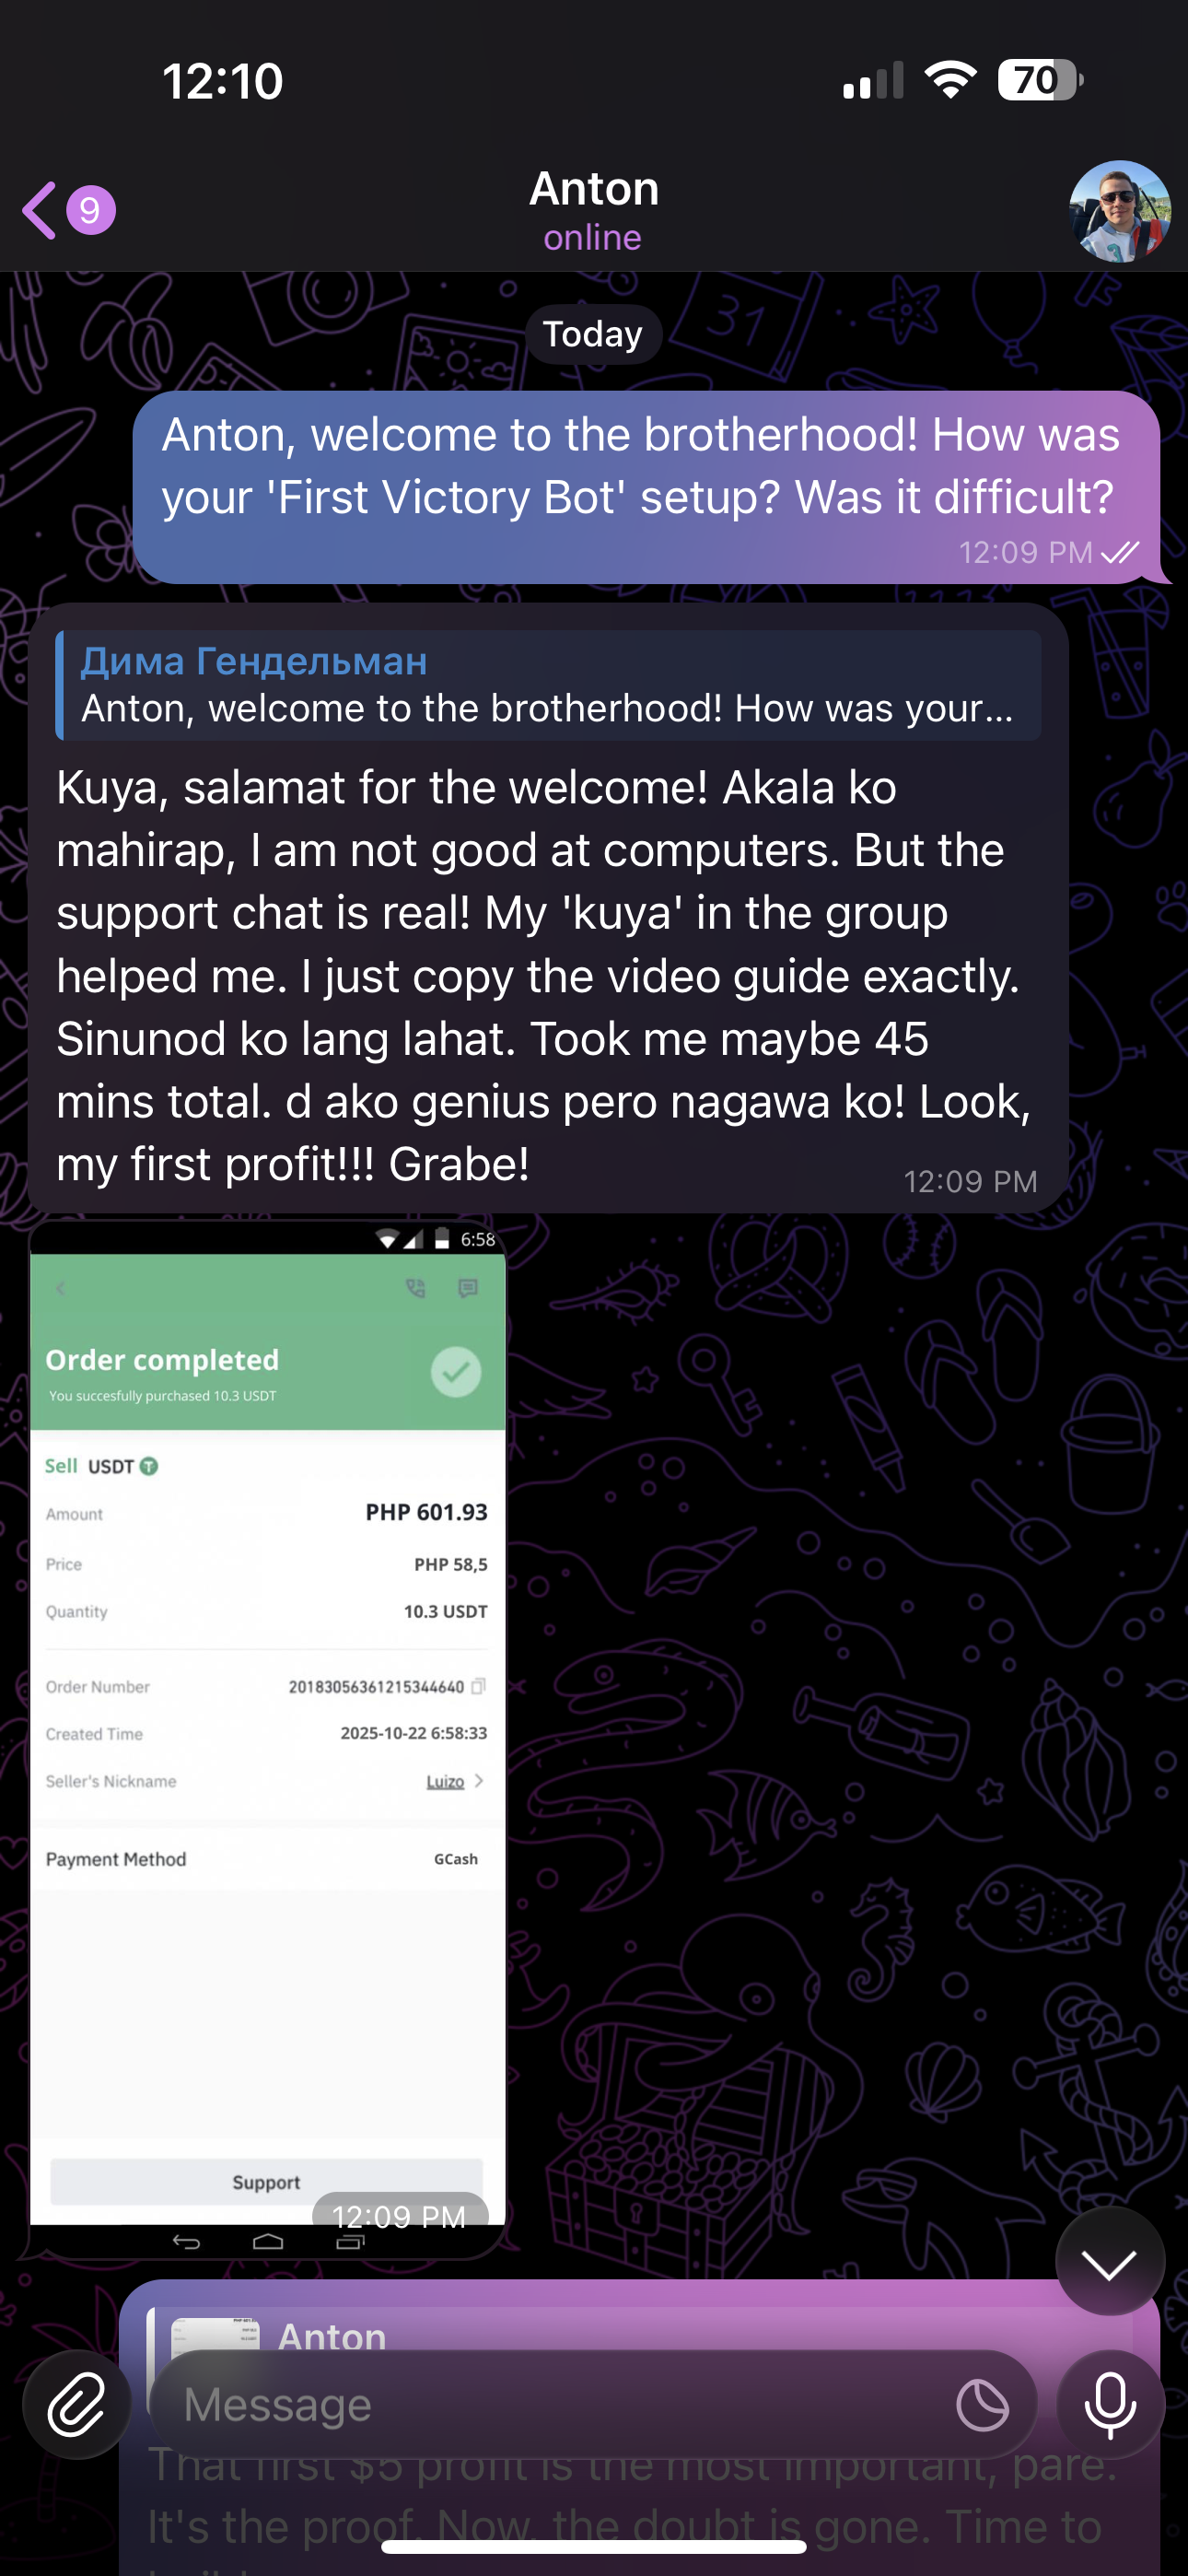 12:10
70
9
Anton
online
31
Today
Anton, welcome to the brotherhood! How was
your 'First Victory Bot' setup? Was it difficult?
12:09 PM
Дима Гендельман
Anton, welcome to the brotherhood! How was your...
Kuya, salamat for the welcome! Akala ko
mahirap, I am not good at computers. But the
support chat is real! My 'kuya' in the group
helped me. I just copy the video guide exactly.
Sinunod ko lang lahat. Took me maybe 45
mins total. d ako genius pero nagawa ko! Look,
my first profit!!! Grabe!
12:09 PM
6:58
Order completed
You succesfully purchased 10.3 USDT
Sell USDT
Amount PHP 601.93
Price PHP 58,5
Quantity 10.3 USDT
Order Number 20183056361215344640
Created Time 2025-10-22 6:58:33
Seller's Nickname Luizo
Payment Method GCash
Support
12:09 PM
Anton
Message
That first $5 profit is the most important, pare.
It's the proof. Now, the doubt is gone. Time to